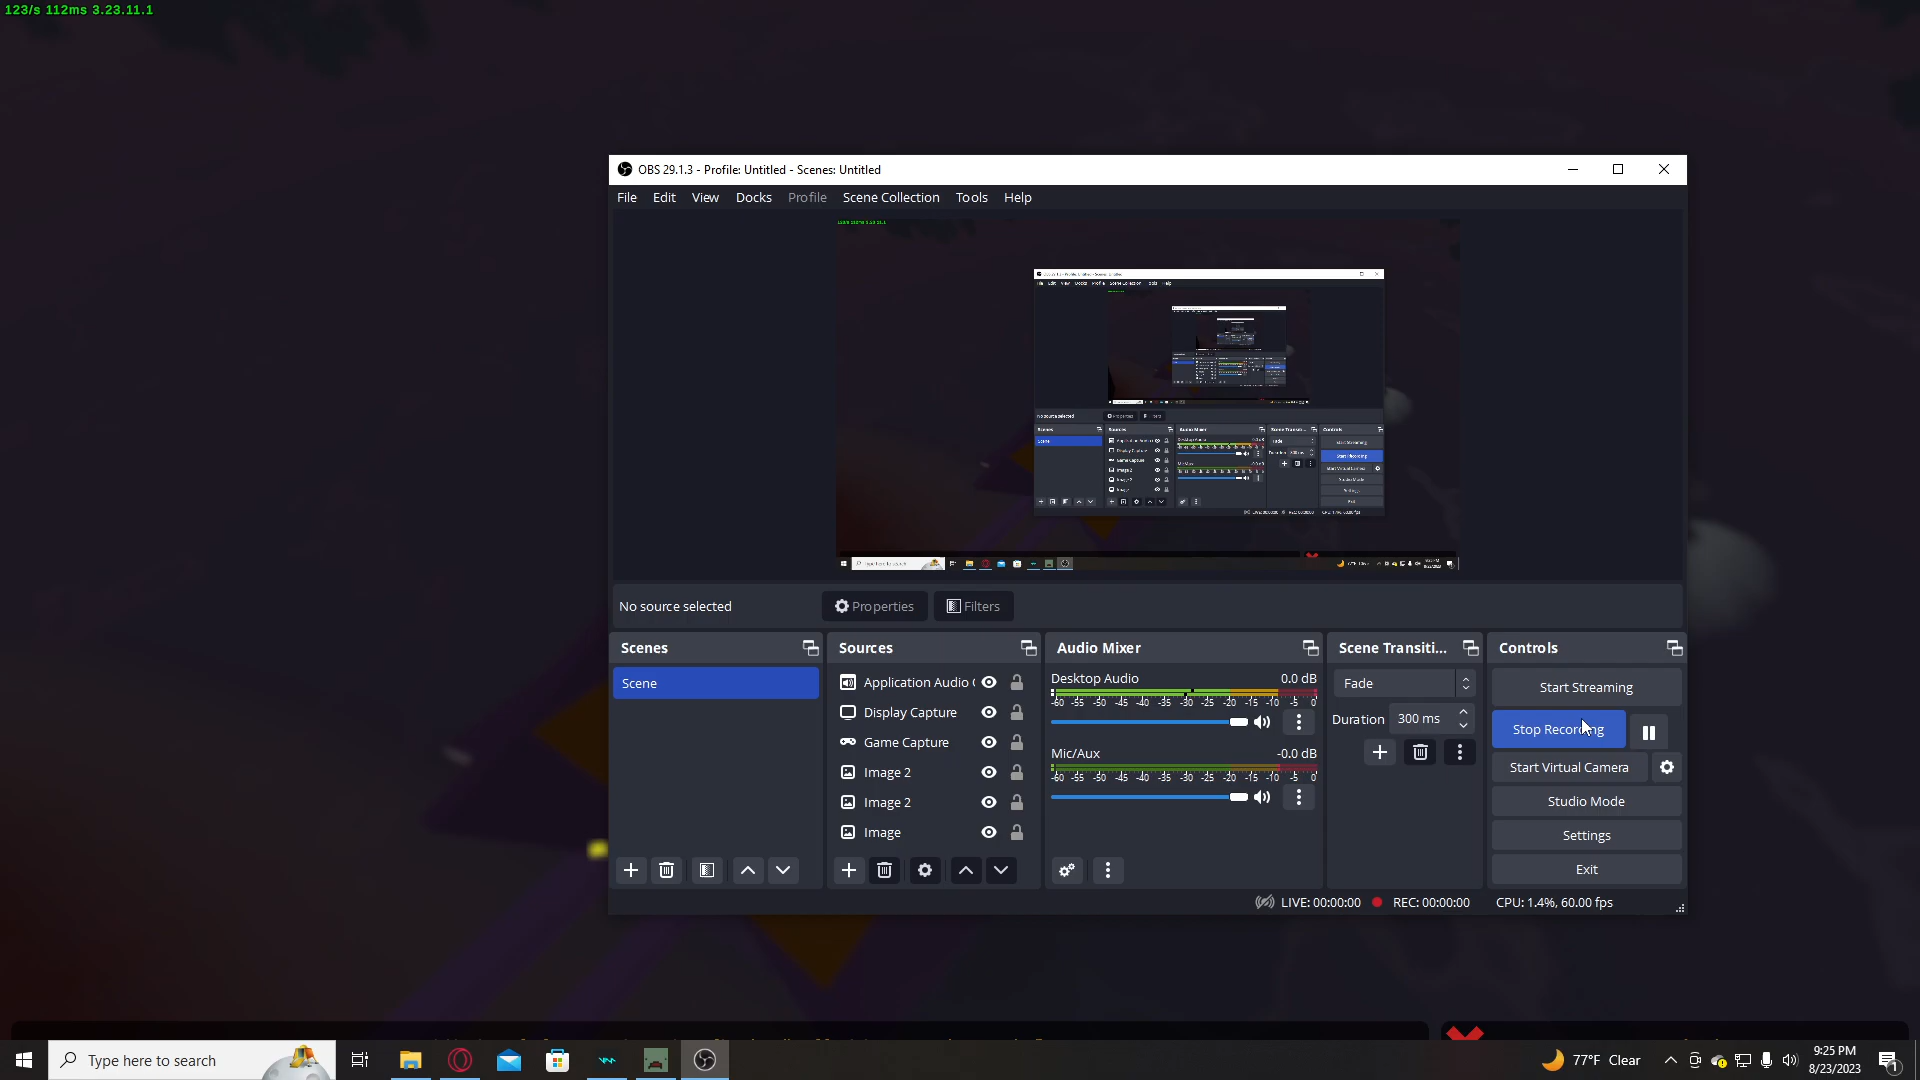 123/s 112ms 3.23.11.1
OBS 29.1.3 - Profile: Untitled - Scenes: Untitled
File Edit View Docks Profile Scene Collection Tools Help
No source selected Properties Filters
Scenes
Scene
Sources
Application Audio
Display Capture
Game Capture
Image 2
Image 2
Image
Audio Mixer
Desktop Audio 0.0 dB
-60 -55 -50 -45 -40 -35 -30 -25 -20 -15 -10 -5 0
Mic/Aux -0.0 dB
-60 -55 -50 -45 -40 -35 -30 -25 -20 -15 -10 -5 0
Scene Transiti...
Fade
Duration 300 ms
Controls
Start Streaming
Stop Recording
Start Virtual Camera
Studio Mode
Settings
Exit
LIVE: 00:00:00 REC: 00:00:00 CPU: 1.4%, 60.00 fps
Type here to search
77°F Clear
9:25 PM
8/23/2023
1